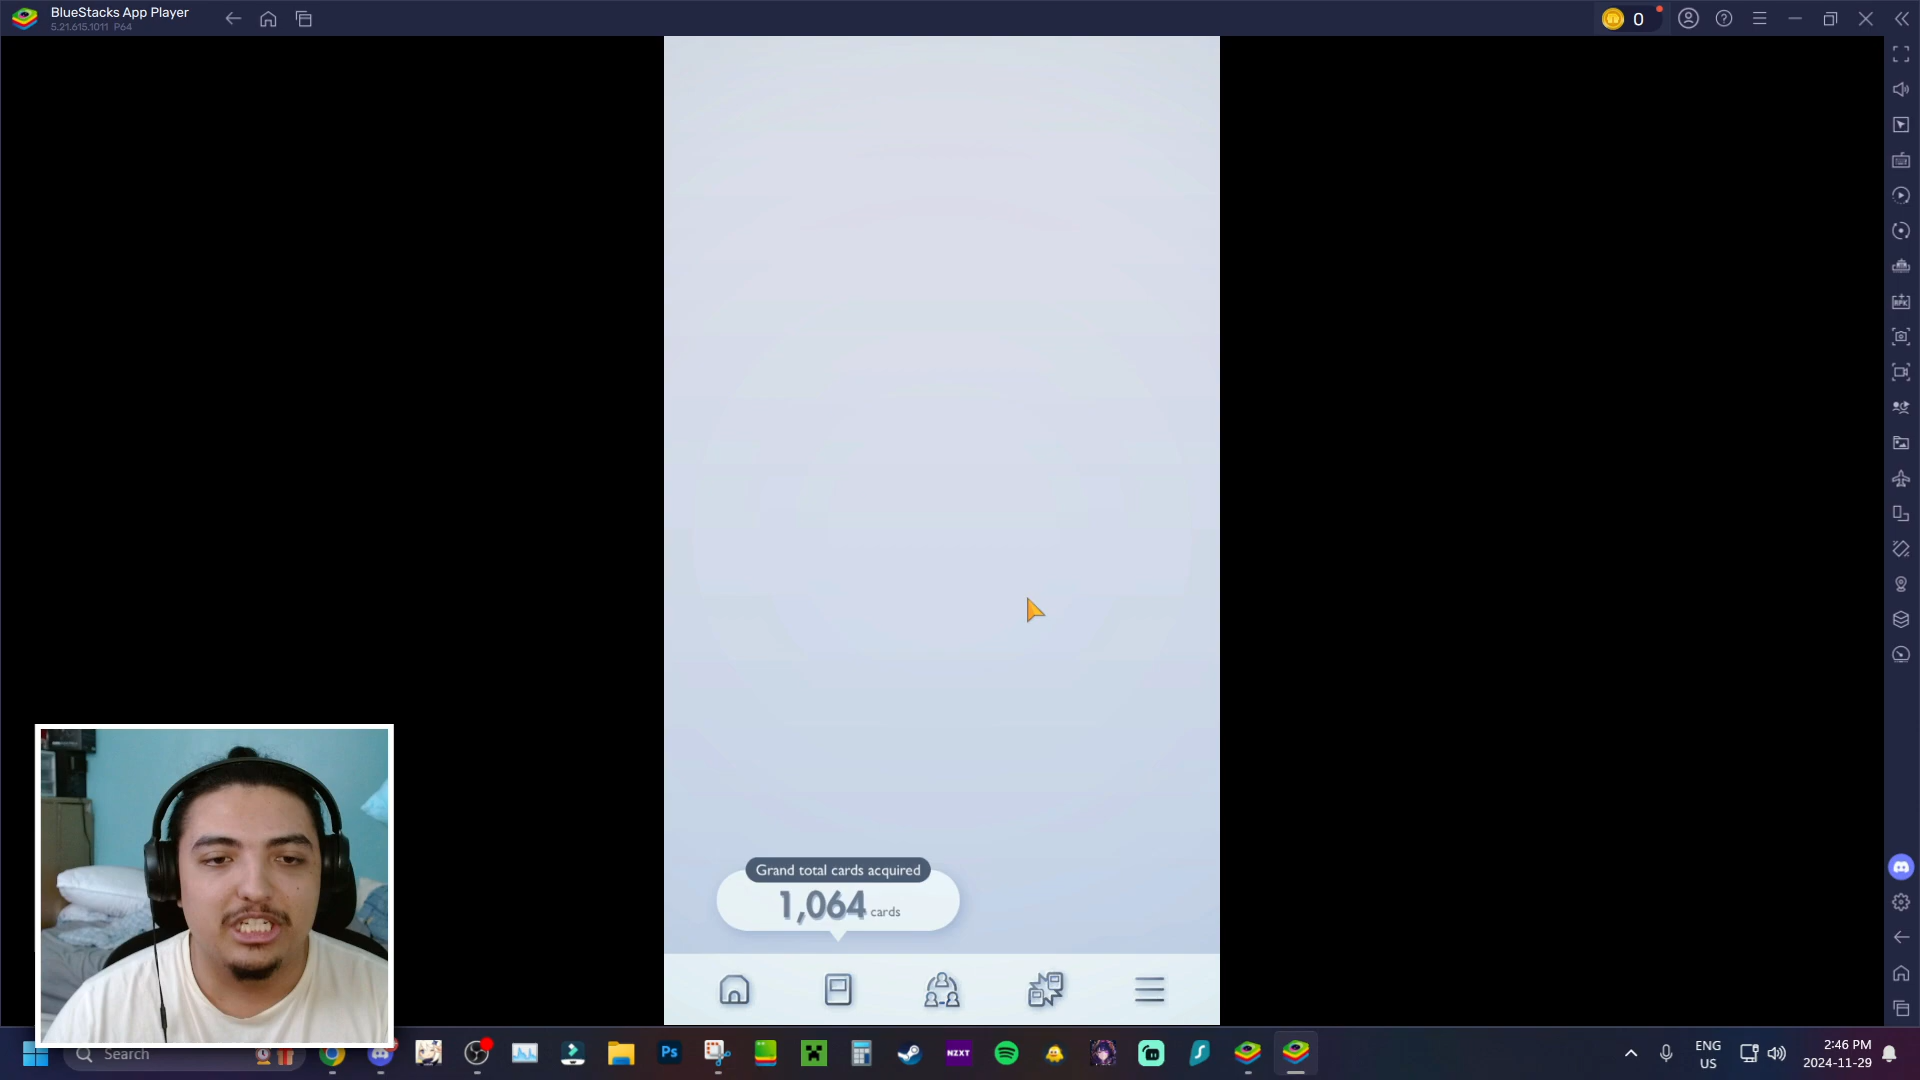 BlueStacks App Player
5.21.615.1011 P64
0
Grand total cards acquired
1,064 cards
Search
Ps
NZXT
ENG
US
2:46 PM
2024-11-29